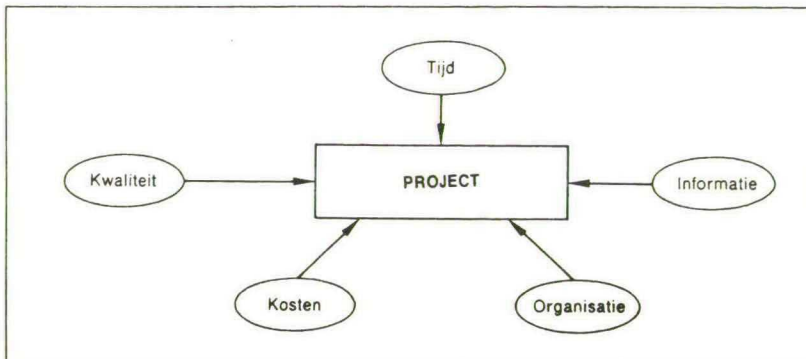 Tijd
Kwaliteit
PROJECT
Informatie
Kosten
Organisatie